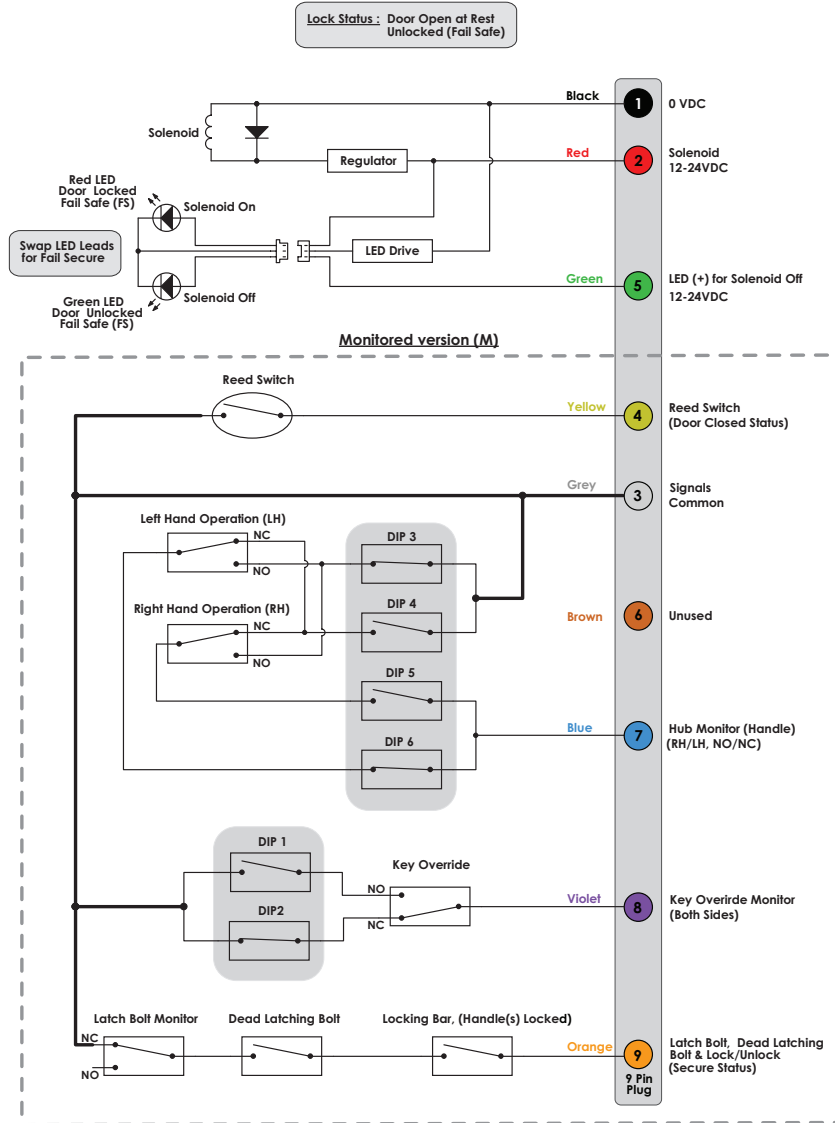 Lock Status : Door Open at Rest
Unlocked (Fail Safe)
Black
1
0 VDC
Solenoid
Regulator
Red
2
Solenoid
12-24VDC
Red LED
Door Locked
Fail Safe (FS)
Solenoid On
Swap LED Leads
for Fail Secure
LED Drive
Green
5
LED (+) for Solenoid Off
12-24VDC
Solenoid Off
Green LED
Door Unlocked
Fail Safe (FS)
Monitored version (M)
Reed Switch
Yellow
4
Reed Switch
(Door Closed Status)
Grey
3
Signals
Common
Left Hand Operation (LH)
NC
NO
DIP 3
Right Hand Operation (RH)
NC
NO
DIP 4
Brown
6
Unused
DIP 5
DIP 6
Blue
7
Hub Monitor (Handle)
(RH/LH, NO/NC)
DIP 1
DIP2
Key Override
NO
NC
Violet
8
Key Overirde Monitor
(Both Sides)
Latch Bolt Monitor
NC
NO
Dead Latching Bolt
Locking Bar, (Handle(s) Locked)
Orange
9
Latch Bolt, Dead Latching
Bolt & Lock/Unlock
(Secure Status)
9 Pin
Plug